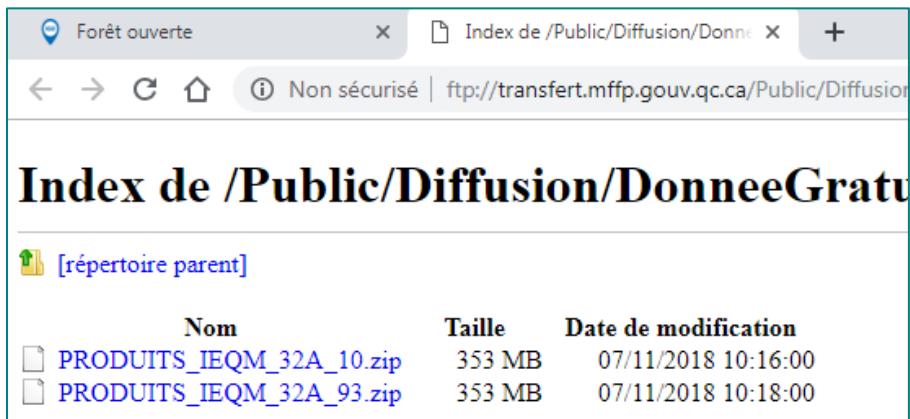 Forêt ouverte
Index de /Public/Diffusion/Donn
Non sécurisé | ftp://transfert.mffp.gouv.qc.ca/Public/Diffusion
Index de /Public/Diffusion/DonneeGratu
[répertoire parent]
Nom Taille Date de modification
PRODUITS_IEQM_32A_10.zip 353 MB 07/11/2018 10:16:00
PRODUITS_IEQM_32A_93.zip 353 MB 07/11/2018 10:18:00